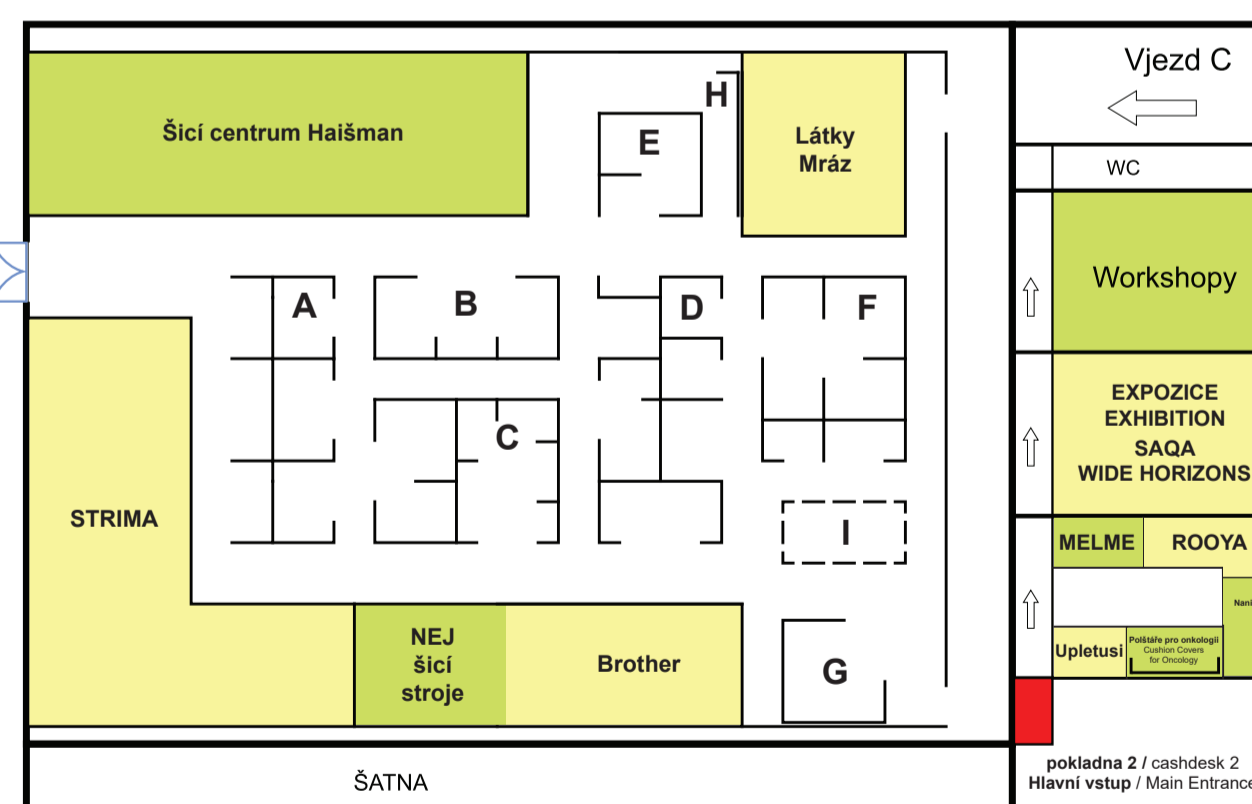 Vjezd C
WC
Šicí centrum Haišman
H
E
Látky
Mráz
A
B
D
F
Workshopy
C
EXPOZICE
EXHIBITION
SAQA
WIDE HORIZONS
STRIMA
I
MELME
ROOYA
NEJ
šicí
stroje
Brother
G
Upletusi
Polštáře pro onkologii
Cushion Covers
for Oncology
pokladna 2 / cashdesk 2
Hlavní vstup / Main Entrance
ŠATNA